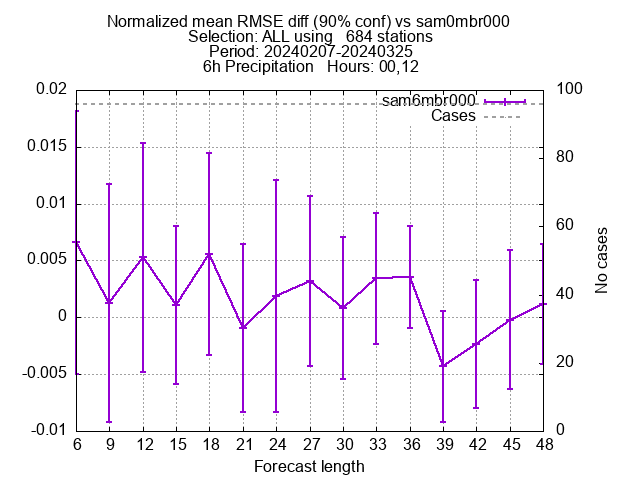 Normalized mean RMSE diff (90% conf) vs sam0mbr000
Selection: ALL using   684 stations
Period: 20240207-20240325
6h Precipitation   Hours: 00,12
sam6mbr000
Cases
0.02
0.015
0.01
0.005
0
-0.005
-0.01
100
80
60
40
20
0
No cases
6 9 12 15 18 21 24 27 30 33 36 39 42 45 48
Forecast length